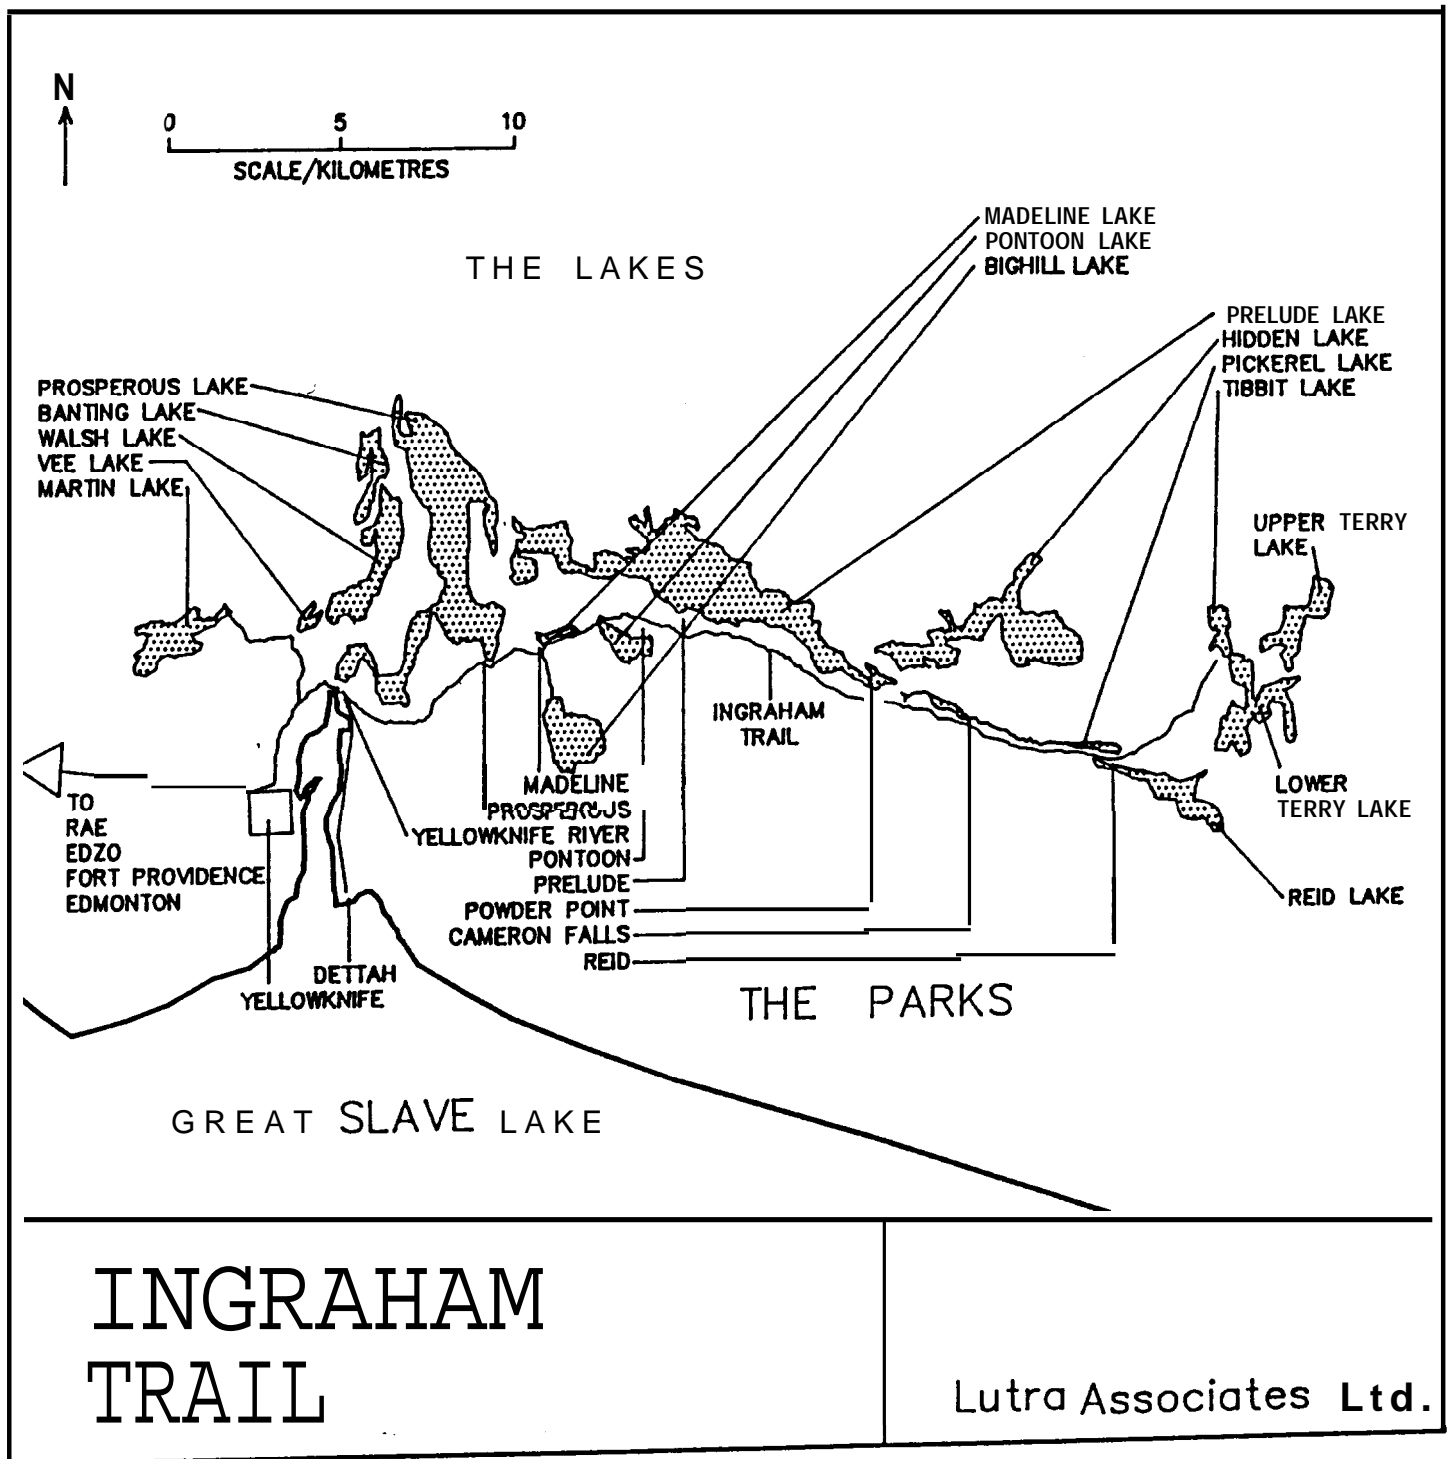 N
0 5 10
SCALE/KILOMETRES
THE LAKES
MADELINE LAKE
PONTOON LAKE
BIGHILL LAKE
PRELUDE LAKE
HIDDEN LAKE
PICKEREL LAKE
TIBBIT LAKE
PROSPEROUS LAKE
BANTING LAKE
WALSH LAKE
VEE LAKE
MARTIN LAKE
UPPER TERRY
LAKE
INGRAHAM
TRAIL
LOWER
TERRY LAKE
REID LAKE
TO
RAE
EDZO
FORT PROVIDENCE
EDMONTON
MADELINE
PROSPEROUS
YELLOWKNIFE RIVER
PONTOON
PRELUDE
POWDER POINT
CAMERON FALLS
REID
DETTAH
YELLOWKNIFE
THE PARKS
GREAT SLAVE LAKE
INGRAHAM
TRAIL
Lutra Associates Ltd.